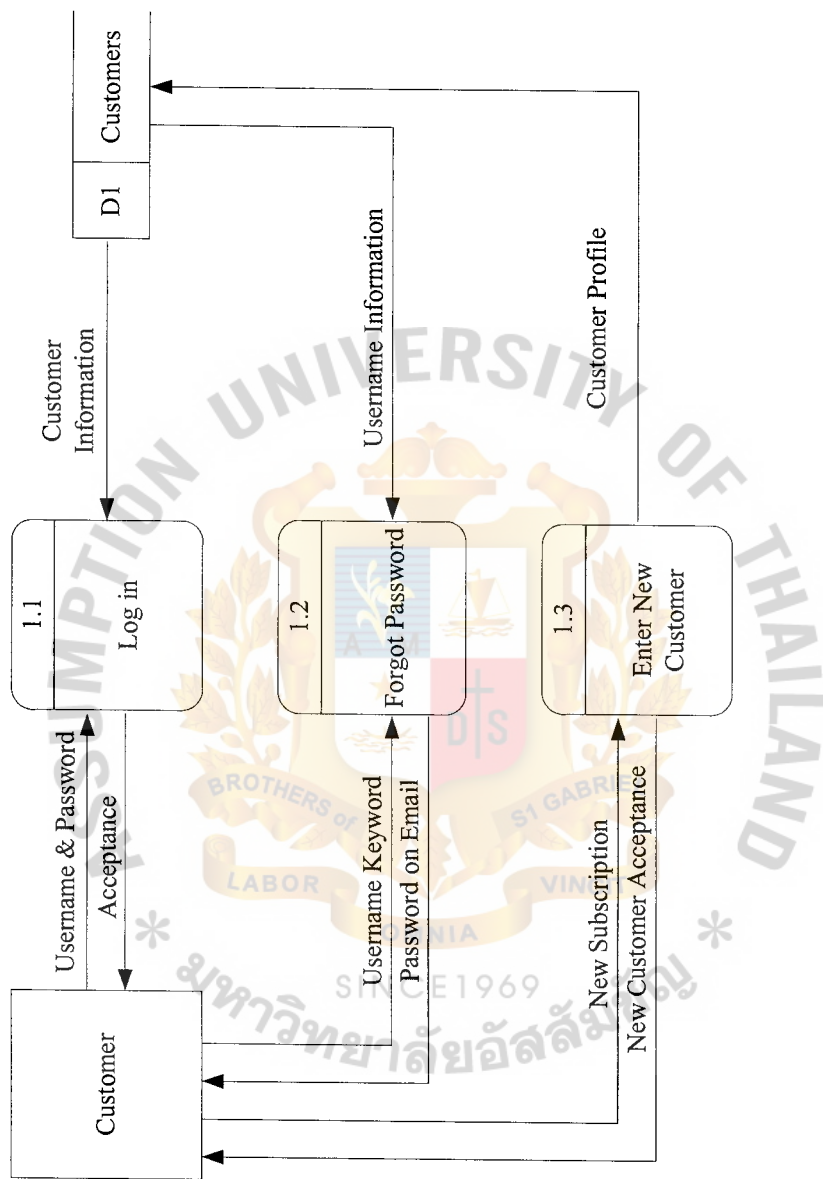 Customer
Username & Password
Acceptance
1.1
Log in
Customer
Information
D1
Customers
Username Keyword
Password on Email
1.2
Forgot Password
Username Information
New Subscription
New Customer Acceptance
1.3
Enter New
Customer
Customer Profile
ASSUMPTION UNIVERSITY OF THAILAND
A M
D S
BROTHERS of
S1 GABRIEL
LABOR
VINCIT
OMNIA
SINCE1969
* มหาวิทยาลัยอัสสัมชัญ *